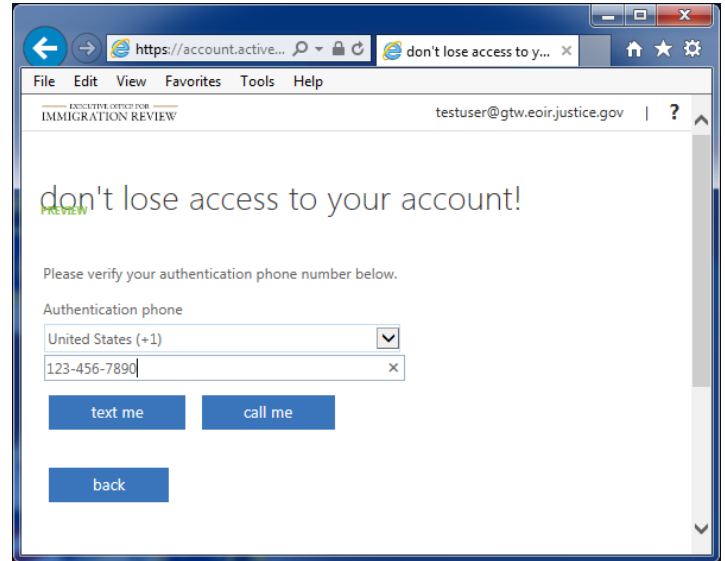 https://account.active...
don't lose access to y...
File Edit View Favorites Tools Help
EXECUTIVE OFFICE FOR
IMMIGRATION REVIEW
testuser@gtw.eoir.justice.gov | ?
don't lose access to your account!
PREVIEW
Please verify your authentication phone number below.
Authentication phone
United States (+1)
123-456-7890
text me call me
back